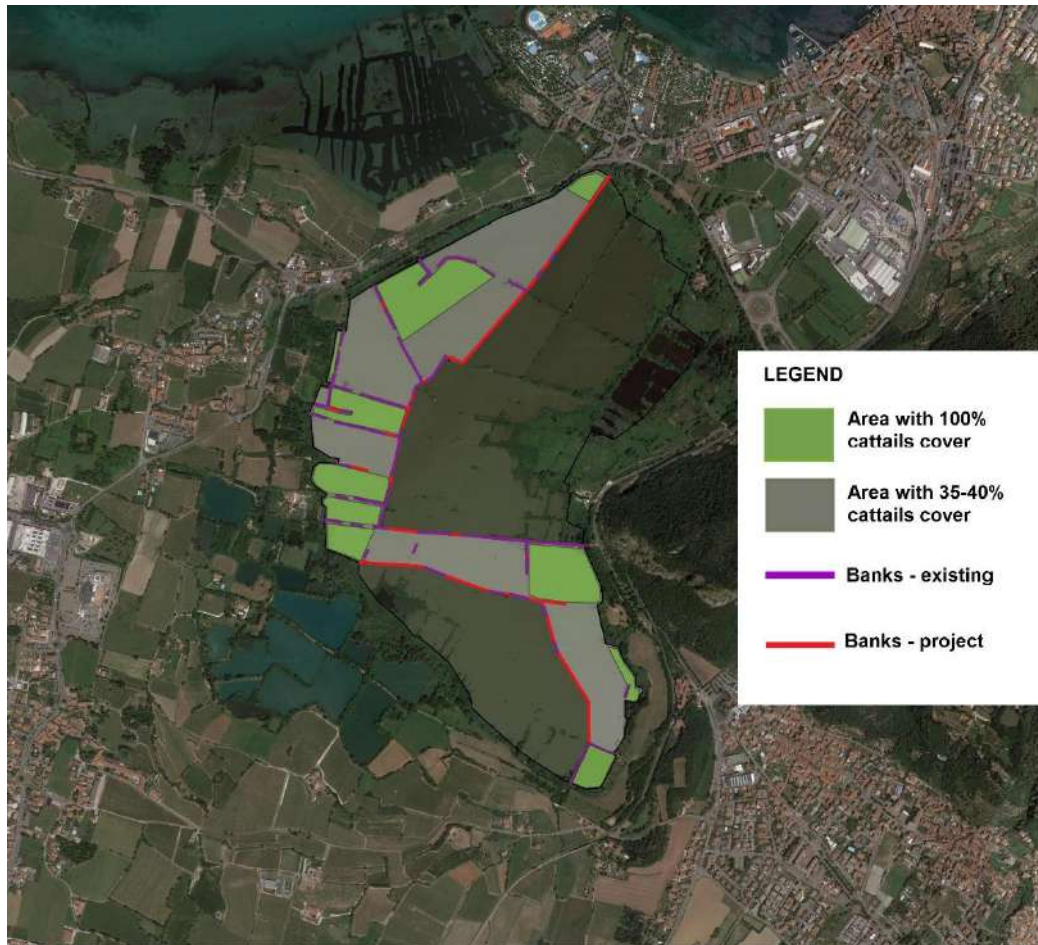 LEGEND
Area with 100%
cattails cover
Area with 35-40%
cattails cover
Banks - existing
Banks - project